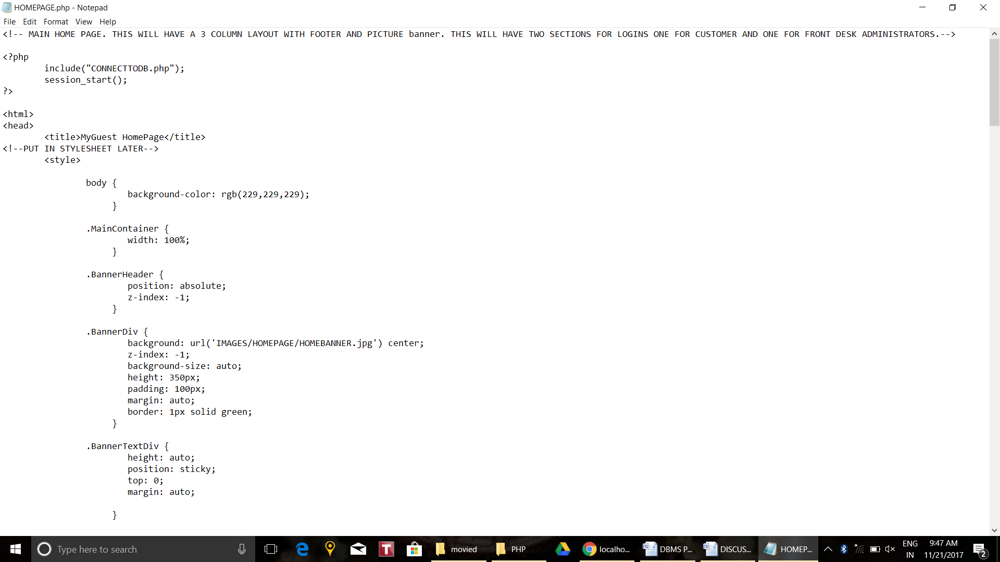 HOMEPAGE.php - Notepad
File Edit Format View Help
<!-- MAIN HOME PAGE. THIS WILL HAVE A 3 COLUMN LAYOUT WITH FOOTER AND PICTURE banner. THIS WILL HAVE TWO SECTIONS FOR LOGINS ONE FOR CUSTOMER AND ONE FOR FRONT DESK ADMINISTRATORS.-->
<?php
include("CONNECTTODB.php");
session_start();
?>
<html>
<head>
<title>MyGuest HomePage</title>
<!--PUT IN STYLESHEET LATER-->
<style>
body {
background-color: rgb(229,229,229);
}
.MainContainer {
width: 100%;
}
.BannerHeader {
position: absolute;
z-index: -1;
}
.BannerDiv {
background: url('IMAGES/HOMEPAGE/HOMEBANNER.jpg') center;
z-index: -1;
background-size: auto;
height: 350px;
padding: 100px;
margin: auto;
border: 1px solid green;
}
.BannerTextDiv {
height: auto;
position: sticky;
top: 0;
margin: auto;
}
Type here to search
T
movied
PHP
localho...
DBMS P...
DISCUS...
HOMEP...
ENG
IN
9:47 AM
11/21/2017
2